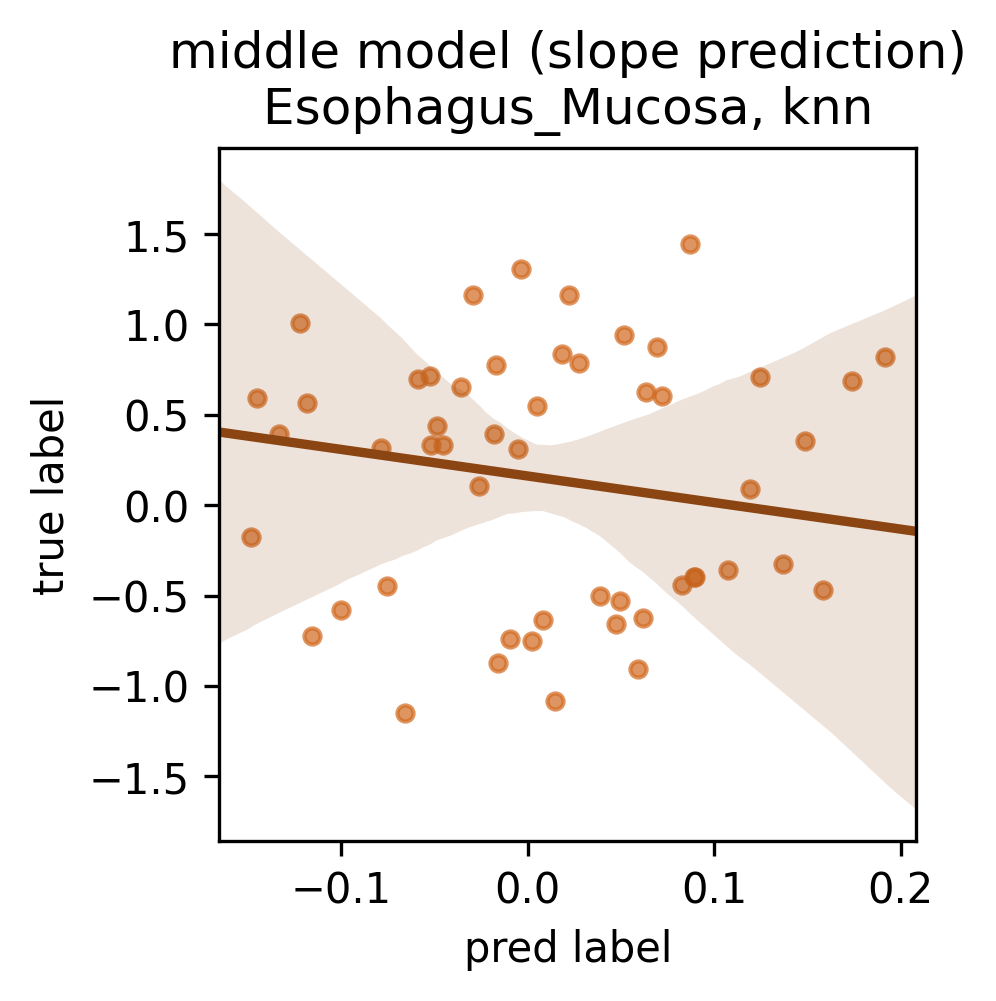 middle model (slope prediction)
Esophagus_Mucosa, knn
1.5
1.0
0.5
0.0
−0.5
−1.0
−1.5
true label
−0.1
0.0
0.1
0.2
pred label